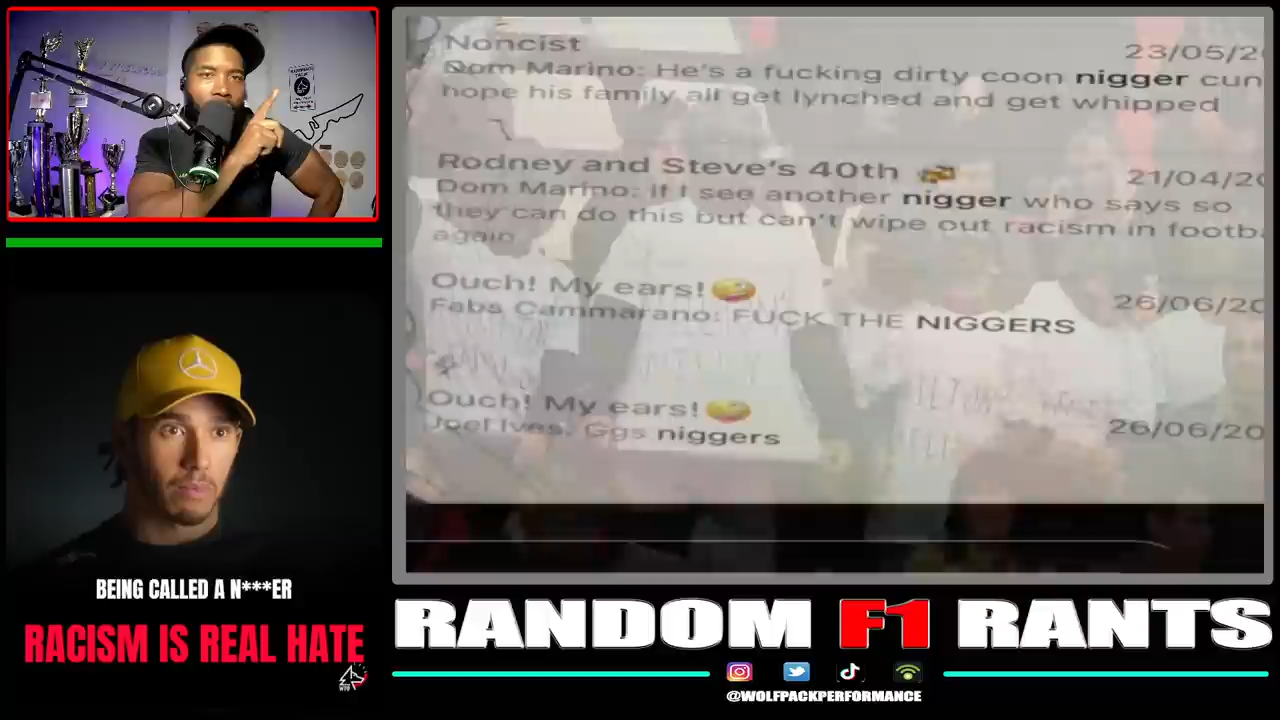 Noncist
23/05/20
Dom Marino: He's a fucking dirty coon nigger cun
hope his family all get lynched and get whipped
Rodney and Steve's 40th
21/04/20
Dom Marino: if I see another nigger who says so
they can do this but can't wipe out racism in footba
again
Ouch! My ears!
26/06/20
Fabs Cammarano: FUCK THE NIGGERS
Ouch! My ears!
26/06/20
Joel Ives: Ggs niggers
BEING CALLED A N***ER
RACISM IS REAL HATE
RANDOM F1 RANTS
@WOLFPACKPERFORMANCE